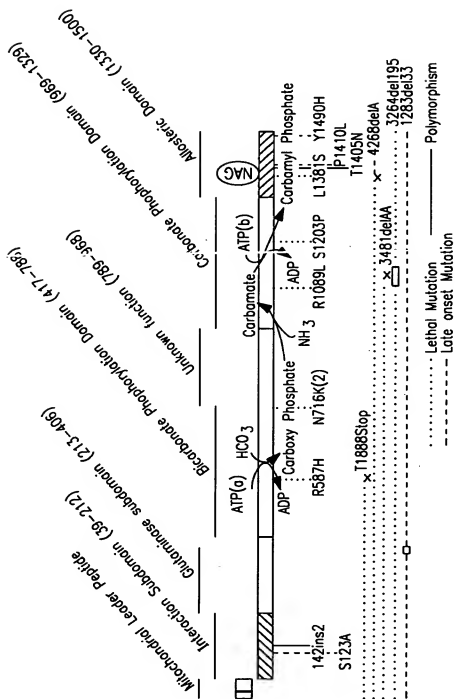 Mitochondrial Leader Peptide
Interaction Subdomain (39-212)
Glutaminase subdomain (213-406)
Bicarbonate Phophorylation Domain (417-788)
Unknown function (789-968)
Carbonate Phophorylation Domain (969-1329)
Allosteric Domain (1330-1500)
NAG
ATP(a)
HCO3
ADP
Carboxy Phosphate
NH3
Carbamate
ATP(b)
ADP
Carbamyl Phosphate
142ins2
S123A
R587H
N716K(2)
R1089L
S1203P
L1381S
Y1490H
P1410L
T1405N
T1888Stop
4268delA
3481delAA
3264del195
1283del33
Lethal Mutation
Late onset Mutation
Polymorphism